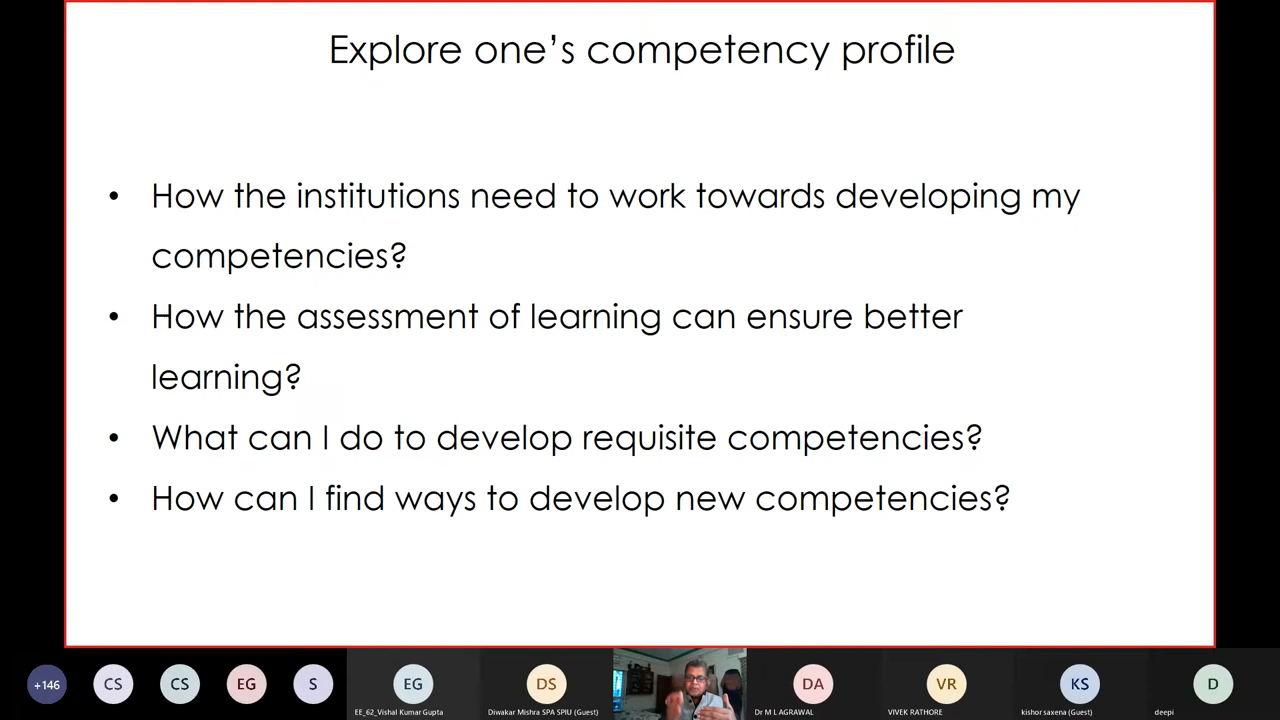 Explore one's competency profile
• How the institutions need to work towards developing my
competencies?
• How the assessment of learning can ensure better
learning?
• What can I do to develop requisite competencies?
• How can I find ways to develop new competencies?
+146
CS
CS
EG
S
EG
DS
DA
VR
KS
D
EE_62_Vishal Kumar Gupta
Diwakar Mishra SPA SPIU (Guest)
Dr M L AGRAWAL
VIVEK RATHORE
kishor saxena (Guest)
deepi